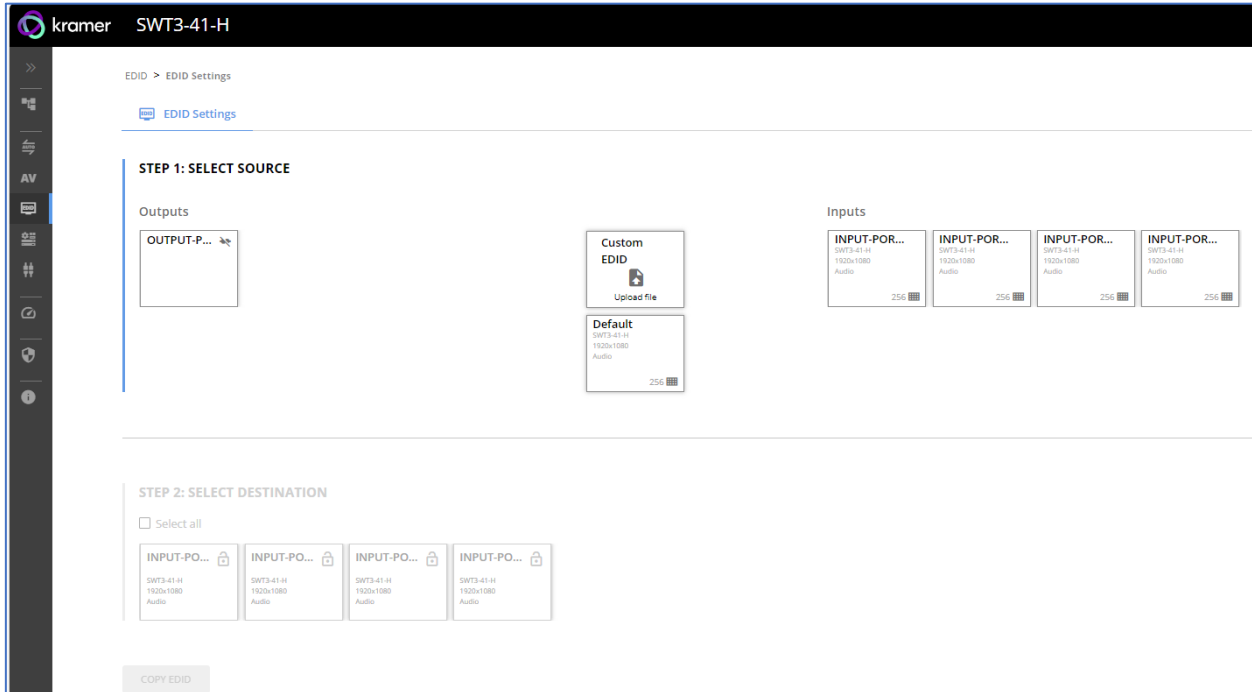 kramer SWT3-41-H
EDID > EDID Settings
EDID EDID Settings
STEP 1: SELECT SOURCE
Outputs
Inputs
OUTPUT-P...
Custom
EDID
Upload file
Default
SWT3-41-H
1920x1080
Audio
256
INPUT-POR...
SWT3-41-H
1920x1080
Audio
256
INPUT-POR...
SWT3-41-H
1920x1080
Audio
256
INPUT-POR...
SWT3-41-H
1920x1080
Audio
256
INPUT-POR...
SWT3-41-H
1920x1080
Audio
256
AV
EDID
STEP 2: SELECT DESTINATION
Select all
INPUT-PO...
SWT3-41-H
1920x1080
Audio
INPUT-PO...
SWT3-41-H
1920x1080
Audio
INPUT-PO...
SWT3-41-H
1920x1080
Audio
INPUT-PO...
SWT3-41-H
1920x1080
Audio
COPY EDID